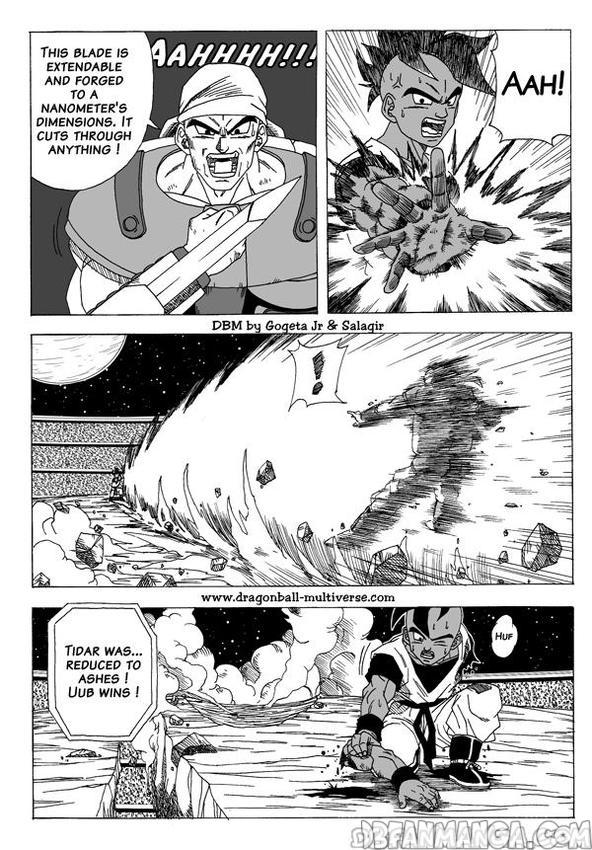 THIS BLADE IS
EXTENDABLE
AND FORGED
TO A
NANOMETER'S
DIMENSIONS. IT
CUTS THROUGH
ANYTHING !
AAHHHHH!!!
AAH!
DBM by Gogeta Jr & Salagir
!
www.dragonball-multiverse.com
TIDAR WAS...
REDUCED TO
ASHES !
UUB WINS !
HUF
DBFANMANGA.COM